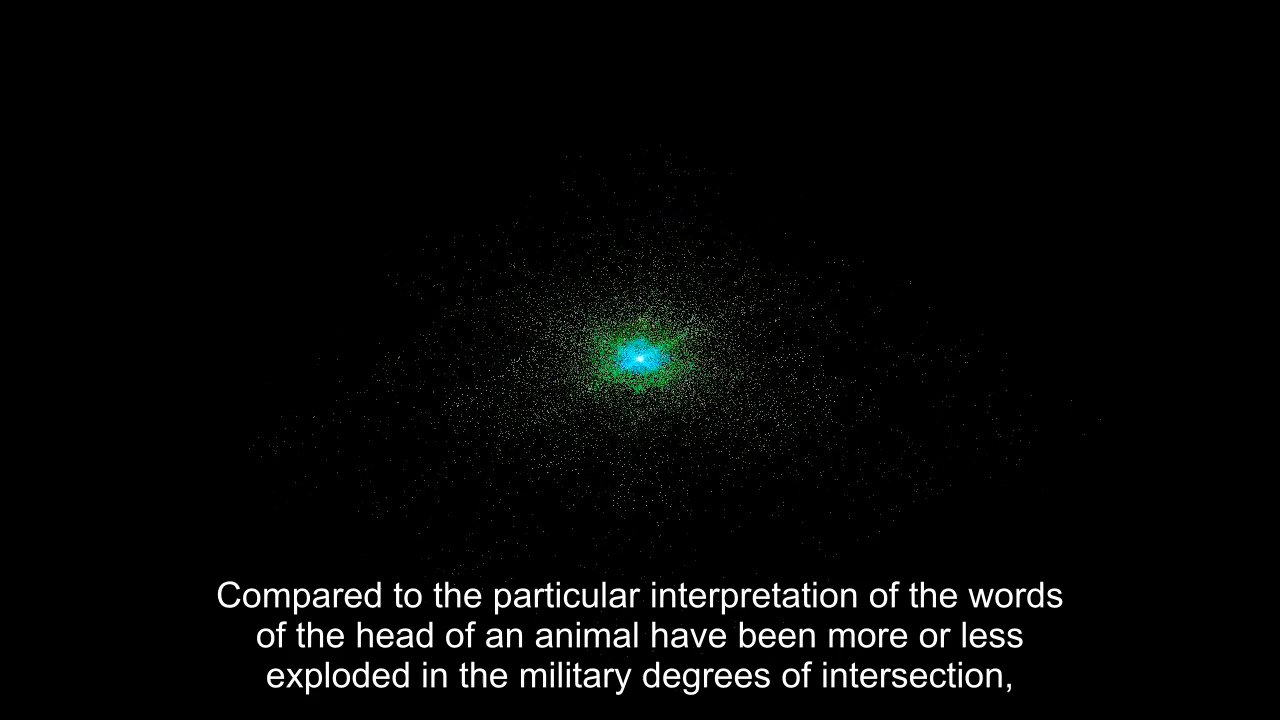 Compared to the particular interpretation of the words
of the head of an animal have been more or less
exploded in the military degrees of intersection,